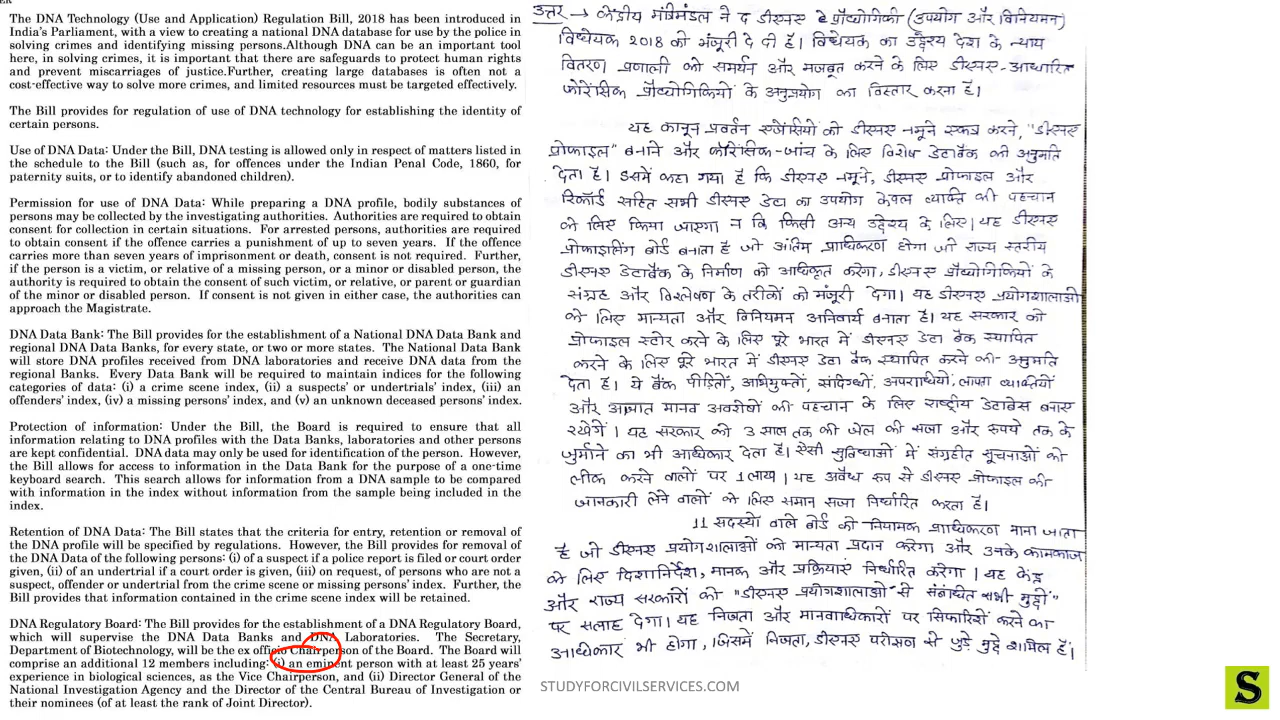 The DNA Technology (Use and Application) Regulation Bill, 2018 has been introduced in
India's Parliament, with a view to creating a national DNA database for use by the police in
solving crimes and identifying missing persons.Although DNA can be an important tool
here, in solving crimes, it is important that there are safeguards to protect human rights
and prevent miscarriages of justice.Further, creating large databases is often not a
cost-effective way to solve more crimes, and limited resources must be targeted effectively.
The Bill provides for regulation of use of DNA technology for establishing the identity of
certain persons.
Use of DNA Data: Under the Bill, DNA testing is allowed only in respect of matters listed in
the schedule to the Bill (such as, for offences under the Indian Penal Code, 1860, for
paternity suits, or to identify abandoned children).
Permission for use of DNA Data: While preparing a DNA profile, bodily substances of
persons may be collected by the investigating authorities. Authorities are required to obtain
consent for collection in certain situations. For arrested persons, authorities are required
to obtain consent if the offence carries a punishment of up to seven years. If the offence
carries more than seven years of imprisonment or death, consent is not required. Further,
if the person is a victim, or relative of a missing person, or a minor or disabled person, the
authority is required to obtain the consent of such victim, or relative, or parent or guardian
of the minor or disabled person. If consent is not given in either case, the authorities can
approach the Magistrate.
DNA Data Bank: The Bill provides for the establishment of a National DNA Data Bank and
regional DNA Data Banks, for every state, or two or more states. The National Data Bank
will store DNA profiles received from DNA laboratories and receive DNA data from the
regional Banks. Every Data Bank will be required to maintain indices for the following
categories of data: (i) a crime scene index, (ii) a suspects' or undertrials' index, (iii) an
offenders' index, (iv) a missing persons' index, and (v) an unknown deceased persons' index.
Protection of information: Under the Bill, the Board is required to ensure that all
information relating to DNA profiles with the Data Banks, laboratories and other persons
are kept confidential. DNA data may only be used for identification of the person. However,
the Bill allows for access to information in the Data Bank for the purpose of a one-time
keyboard search. This search allows for information from a DNA sample to be compared
with information in the index without information from the sample being included in the
index.
Retention of DNA Data: The Bill states that the criteria for entry, retention or removal of
the DNA profile will be specified by regulations. However, the Bill provides for removal of
the DNA Data of the following persons: (i) of a suspect if a police report is filed or court order
given, (ii) of an undertrial if a court order is given, (iii) on request, of persons who are not a
suspect, offender or undertrial from the crime scene or missing persons' index. Further, the
Bill provides that information contained in the crime scene index will be retained.
DNA Regulatory Board: The Bill provides for the establishment of a DNA Regulatory Board,
which will supervise the DNA Data Banks and DNA Laboratories. The Secretary,
Department of Biotechnology, will be the ex officio Chairperson of the Board. The Board will
comprise an additional 12 members including: (i) an eminent person with at least 25 years'
experience in biological sciences, as the Vice Chairperson, and (ii) Director General of the
National Investigation Agency and the Director of the Central Bureau of Investigation or
their nominees (of at least the rank of Joint Director).
उत्तर → केंद्रीय मंत्रिमंडल ने द डीएनए प्रौद्योगिकी (उपयोग और विनियमन)
विधेयक 2018 को मंजूरी दे दी है। विधेयक का उद्देश्य देश के न्याय
वितरण प्रणाली को समर्थन और मजबूत करने के लिए डीएनए-आधारित
फोरेंसिक प्रौद्योगिकियों के अनुप्रयोग का विस्तार करना है।
यह कानून प्रवर्तन एजेंसियों को डीएनए नमूने एकत्र करने, "डीएनए
प्रोफाइल" बनाने और फॉरेंसिक-जांच के लिए विशेष डेटाबैंक की अनुमति
देता है। इसमें कहा गया है कि डीएनए नमूने, डीएनए प्रोफाइल और
रिकॉर्ड सहित सभी डीएनए डेटा का उपयोग केवल व्यक्ति की पहचान
के लिए किया जाएगा न कि किसी अन्य उद्देश्य के लिए। यह डीएनए
प्रोफाइलिंग बोर्ड बनाता है जो अंतिम प्राधिकरण होगा जो राज्य स्तरीय
डीएनए डेटाबैंक के निर्माण को अधिकृत करेगा, डीएनए प्रौद्योगिकियों के
संग्रह और विश्लेषण के तरीकों को मंजूरी देगा। यह डीएनए प्रयोगशालाओं
के लिए मान्यता और विनियमन अनिवार्य बनाता है। यह सरकार को
प्रोफाइल स्टोर करने के लिए पूरे भारत में डीएनए डेटा बैंक स्थापित
करने के लिए पूरे भारत में डीएनए डेटा बैंक स्थापित करने की अनुमति
देता है। ये बैंक पीड़ितों, अभियुक्तों, संदिग्धों, अपराधियों, लापता व्यक्तियों
और अज्ञात मानव अवशेषों की पहचान के लिए राष्ट्रीय डेटाबेस बनाए
रखेंगे। यह सरकार को 3 साल तक की जेल की सजा और रुपये तक के
जुर्माने का भी अधिकार देता है। ऐसी सुविधाओं में संग्रहीत सूचनाओं को
लीक करने वालों पर 1 लाख। यह अवैध रूप से डीएनए प्रोफाइल की
जानकारी लेने वालों के लिए समान सजा निर्धारित करता है।
11 सदस्यों वाले बोर्ड को नियामक प्राधिकरण माना जाता
है जो डीएनए प्रयोगशालाओं को मान्यता प्रदान करेगा और उनके कामकाज
के लिए दिशानिर्देश, मानक और प्रक्रियाएं निर्धारित करेगा। यह केंद्र
और राज्य सरकारों को "डीएनए प्रयोगशालाओं से संबंधित सभी मुद्दों"
पर सलाह देगा। यह निजता और मानवाधिकारों पर सिफारिशें करने का
अधिकार भी होगा, जिसमें निजता, डीएनए परीक्षण से जुड़े मुद्दे शामिल हैं।
STUDYFORCIVILSERVICES.COM
S